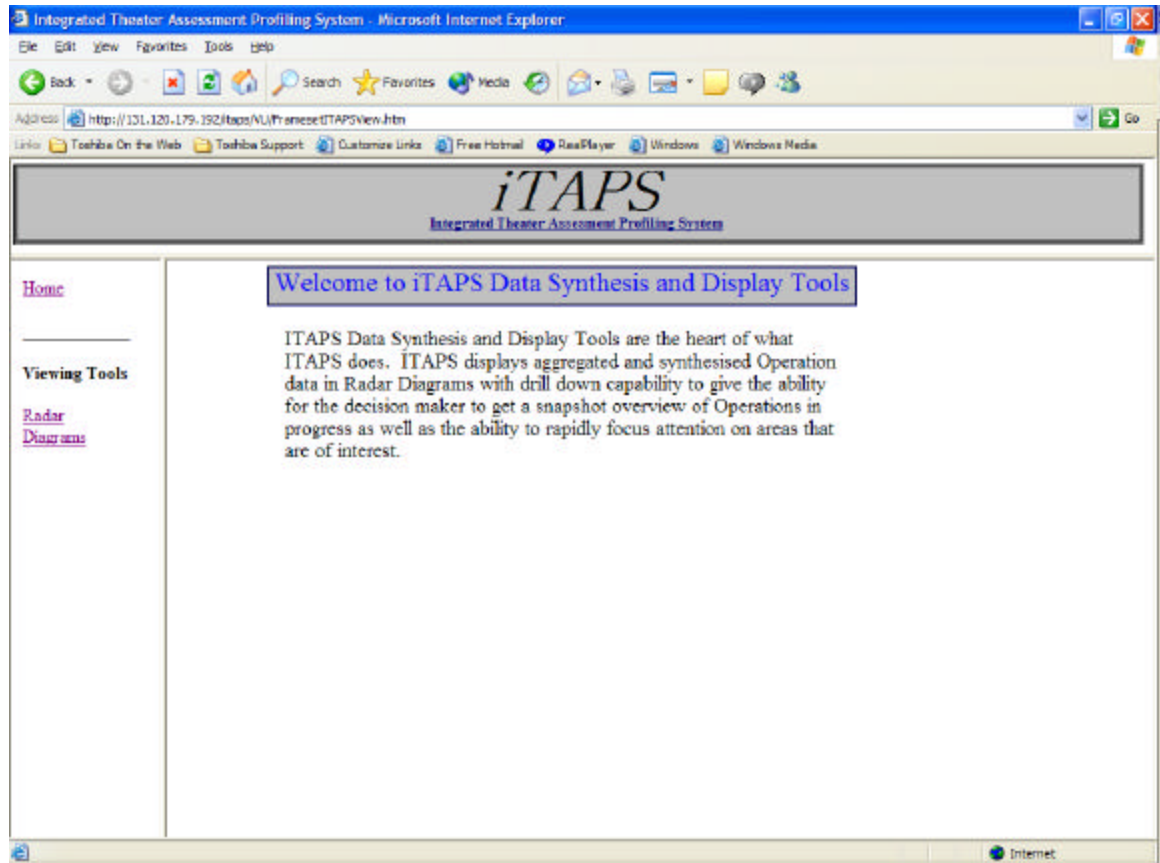 Integrated Theater Assessment Profiling System - Microsoft Internet Explorer
File Edit View Favorites Tools Help
Back Search Favorites Media
Address http://131.120.179.192/itaps/VU/FramesetITAPSView.htm Go
Links Toshiba On the Web Toshiba Support Customize Links Free Hotmail RealPlayer Windows Windows Media
iTAPS
Integrated Theater Assesment Profiling System
Home
Viewing Tools
Radar
Diagrams
Welcome to iTAPS Data Synthesis and Display Tools
ITAPS Data Synthesis and Display Tools are the heart of what
ITAPS does. ITAPS displays aggregated and synthesised Operation
data in Radar Diagrams with drill down capability to give the ability
for the decision maker to get a snapshot overview of Operations in
progress as well as the ability to rapidly focus attention on areas that
are of interest.
Internet